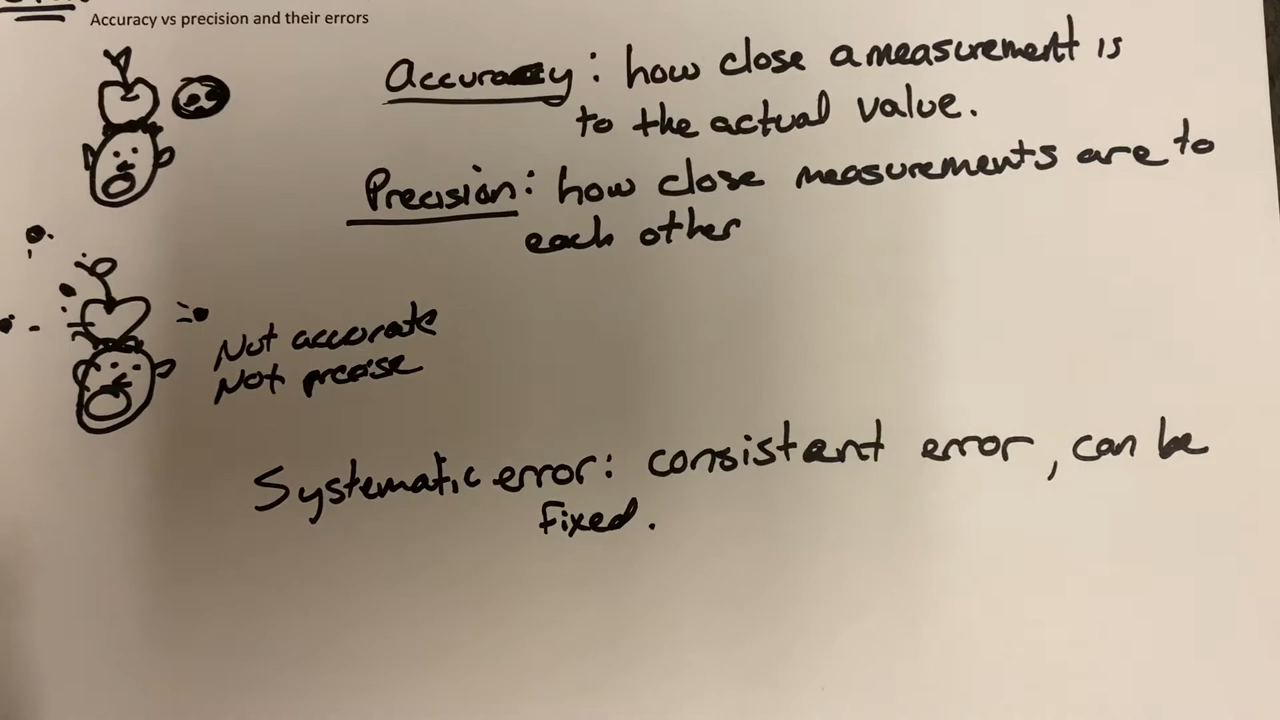 Accuracy vs precision and their errors
Accuracy: how close a measurement is
to the actual value.
Precision: how close measurements are to
each other
Not accurate
Not precise
Systematic error: consistent error, can be
fixed.